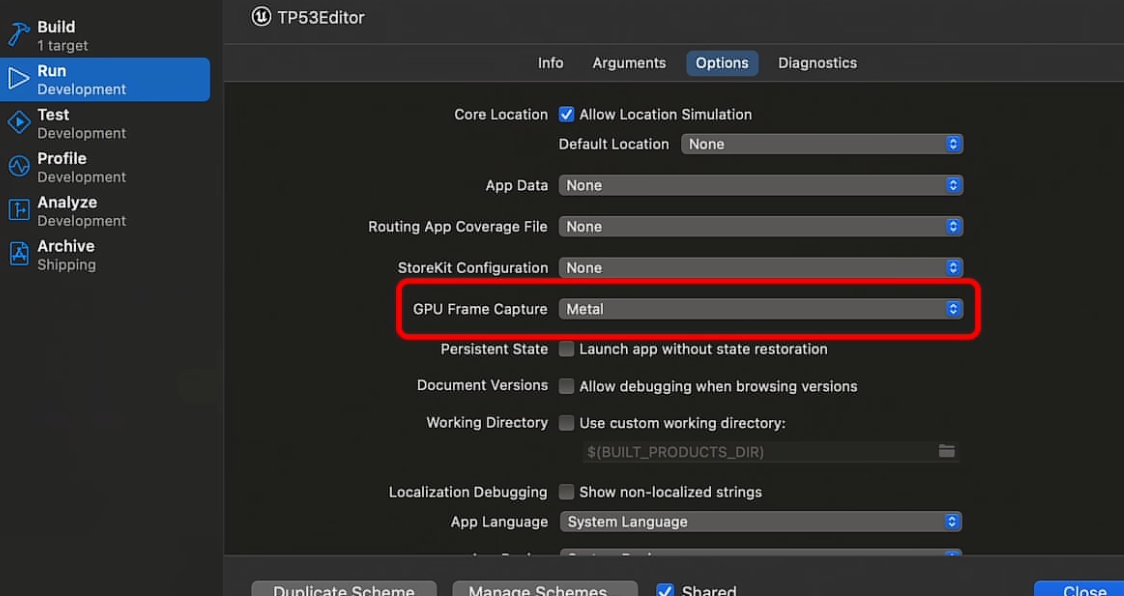 Build
1 target
Run
Development
Test
Development
Profile
Development
Analyze
Development
Archive
Shipping
TP53Editor
Info Arguments Options Diagnostics
Core Location Allow Location Simulation
Default Location None
App Data None
Routing App Coverage File None
StoreKit Configuration None
GPU Frame Capture Metal
Persistent State Launch app without state restoration
Document Versions Allow debugging when browsing versions
Working Directory Use custom working directory:
$(BUILT_PRODUCTS_DIR)
Localization Debugging Show non-localized strings
App Language System Language
Duplicate Scheme Manage Schemes... Shared Close